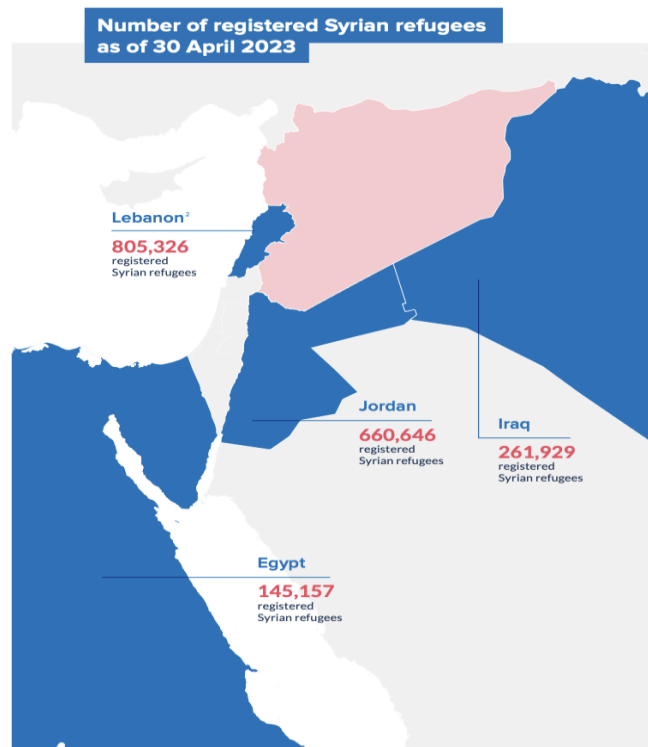 Number of registered Syrian refugees
as of 30 April 2023
Lebanon²
805,326
registered
Syrian refugees
Jordan
660,646
registered
Syrian refugees
Iraq
261,929
registered
Syrian refugees
Egypt
145,157
registered
Syrian refugees